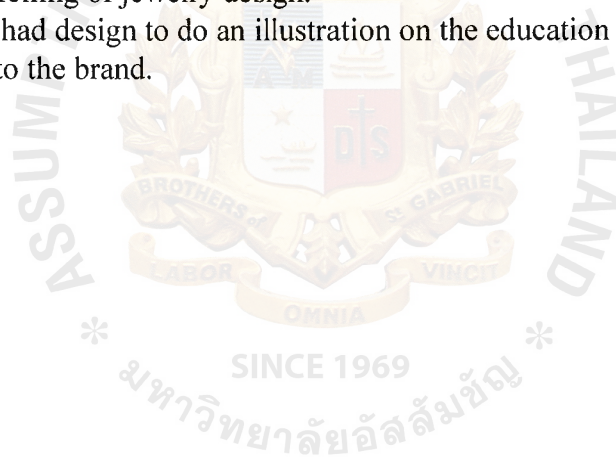 of jewelry design.
had design to do an illustration on the education
to the brand.
THAILAND
DS
BROTHERS of ST GABRIEL
LABOR VINCIT
OMNIA
SINCE 1969
มหาวิทยาลัยอัสสัมชัญ